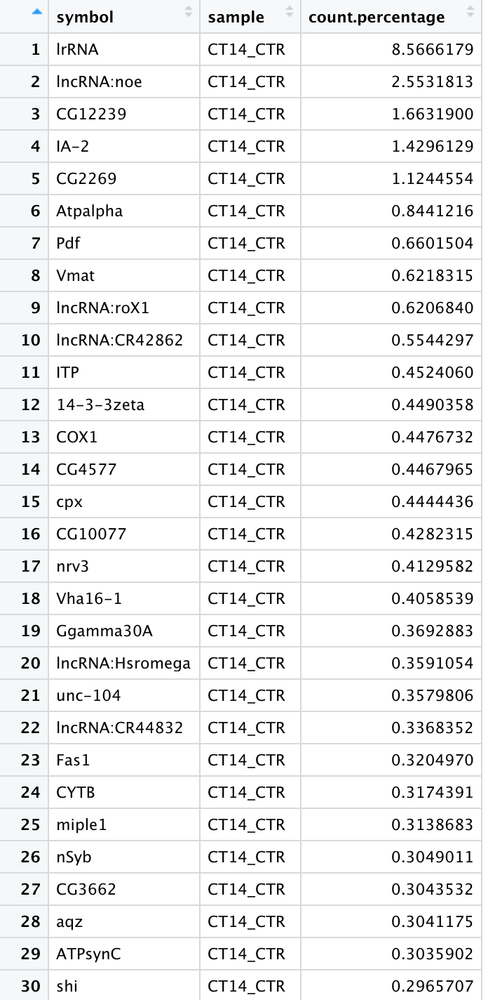 symbol sample count.percentage
1 lrRNA CT14_CTR 8.5666179
2 lncRNA:noe CT14_CTR 2.5531813
3 CG12239 CT14_CTR 1.6631900
4 IA-2 CT14_CTR 1.4296129
5 CG2269 CT14_CTR 1.1244554
6 Atpalpha CT14_CTR 0.8441216
7 Pdf CT14_CTR 0.6601504
8 Vmat CT14_CTR 0.6218315
9 lncRNA:roX1 CT14_CTR 0.6206840
10 lncRNA:CR42862 CT14_CTR 0.5544297
11 ITP CT14_CTR 0.4524060
12 14-3-3zeta CT14_CTR 0.4490358
13 COX1 CT14_CTR 0.4476732
14 CG4577 CT14_CTR 0.4467965
15 cpx CT14_CTR 0.4444436
16 CG10077 CT14_CTR 0.4282315
17 nrv3 CT14_CTR 0.4129582
18 Vha16-1 CT14_CTR 0.4058539
19 Ggamma30A CT14_CTR 0.3692883
20 lncRNA:Hsromega CT14_CTR 0.3591054
21 unc-104 CT14_CTR 0.3579806
22 lncRNA:CR44832 CT14_CTR 0.3368352
23 Fas1 CT14_CTR 0.3204970
24 CYTB CT14_CTR 0.3174391
25 miple1 CT14_CTR 0.3138683
26 nSyb CT14_CTR 0.3049011
27 CG3662 CT14_CTR 0.3043532
28 aqz CT14_CTR 0.3041175
29 ATPsynC CT14_CTR 0.3035902
30 shi CT14_CTR 0.2965707